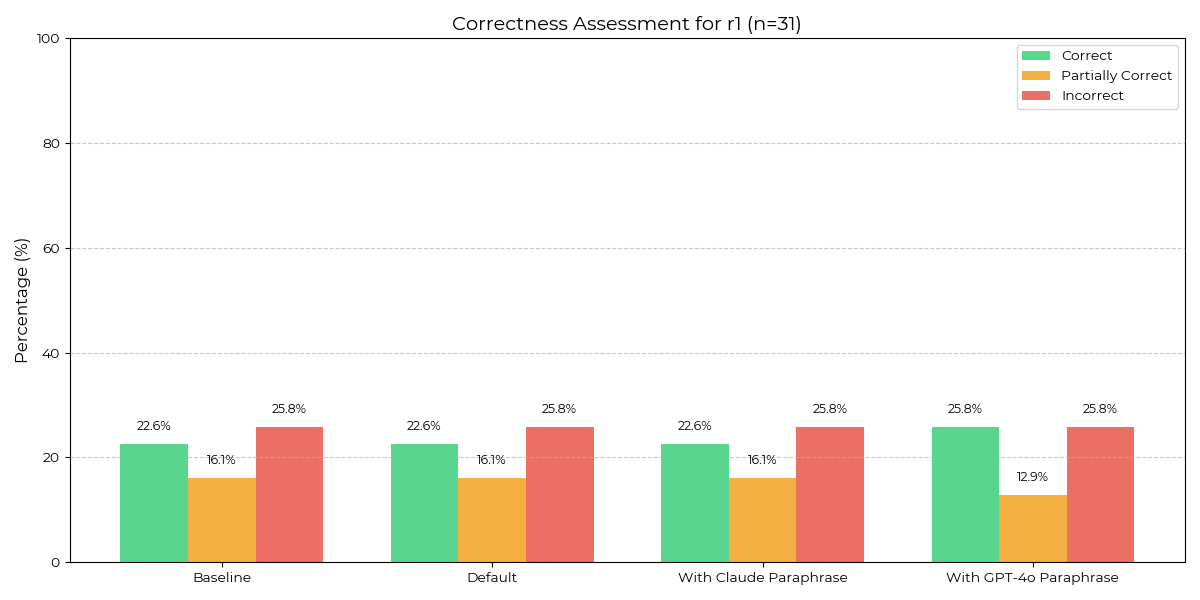 Correctness Assessment for r1 (n=31)
Correct
Partially Correct
Incorrect
Percentage (%)
100
80
60
40
20
0
22.6%
16.1%
25.8%
22.6%
16.1%
25.8%
22.6%
16.1%
25.8%
25.8%
12.9%
25.8%
Baseline
Default
With Claude Paraphrase
With GPT-4o Paraphrase